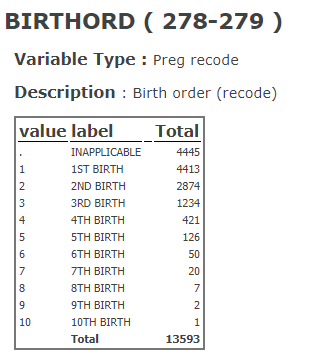 BIRTHORD ( 278-279 )
Variable Type : Preg recode
Description : Birth order (recode)
value label Total
. INAPPLICABLE 4445
1 1ST BIRTH 4413
2 2ND BIRTH 2874
3 3RD BIRTH 1234
4 4TH BIRTH 421
5 5TH BIRTH 126
6 6TH BIRTH 50
7 7TH BIRTH 20
8 8TH BIRTH 7
9 9TH BIRTH 2
10 10TH BIRTH 1
Total 13593